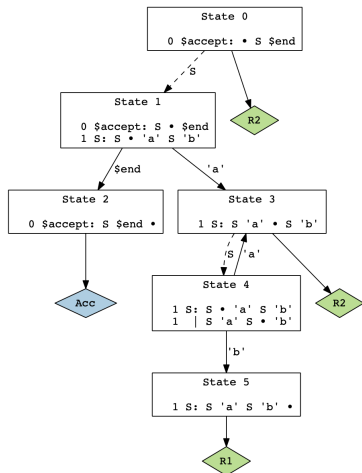 State 0
0 $accept: • S $end
S
State 1
0 $accept: S • $end
1 S: S • 'a' S 'b'
R2
$end
'a'
State 2
0 $accept: S $end •
State 3
1 S: S 'a' • S 'b'
S
'a'
Acc
State 4
1 S: S • 'a' S 'b'
1 | S 'a' S • 'b'
R2
'b'
State 5
1 S: S 'a' S 'b' •
R1